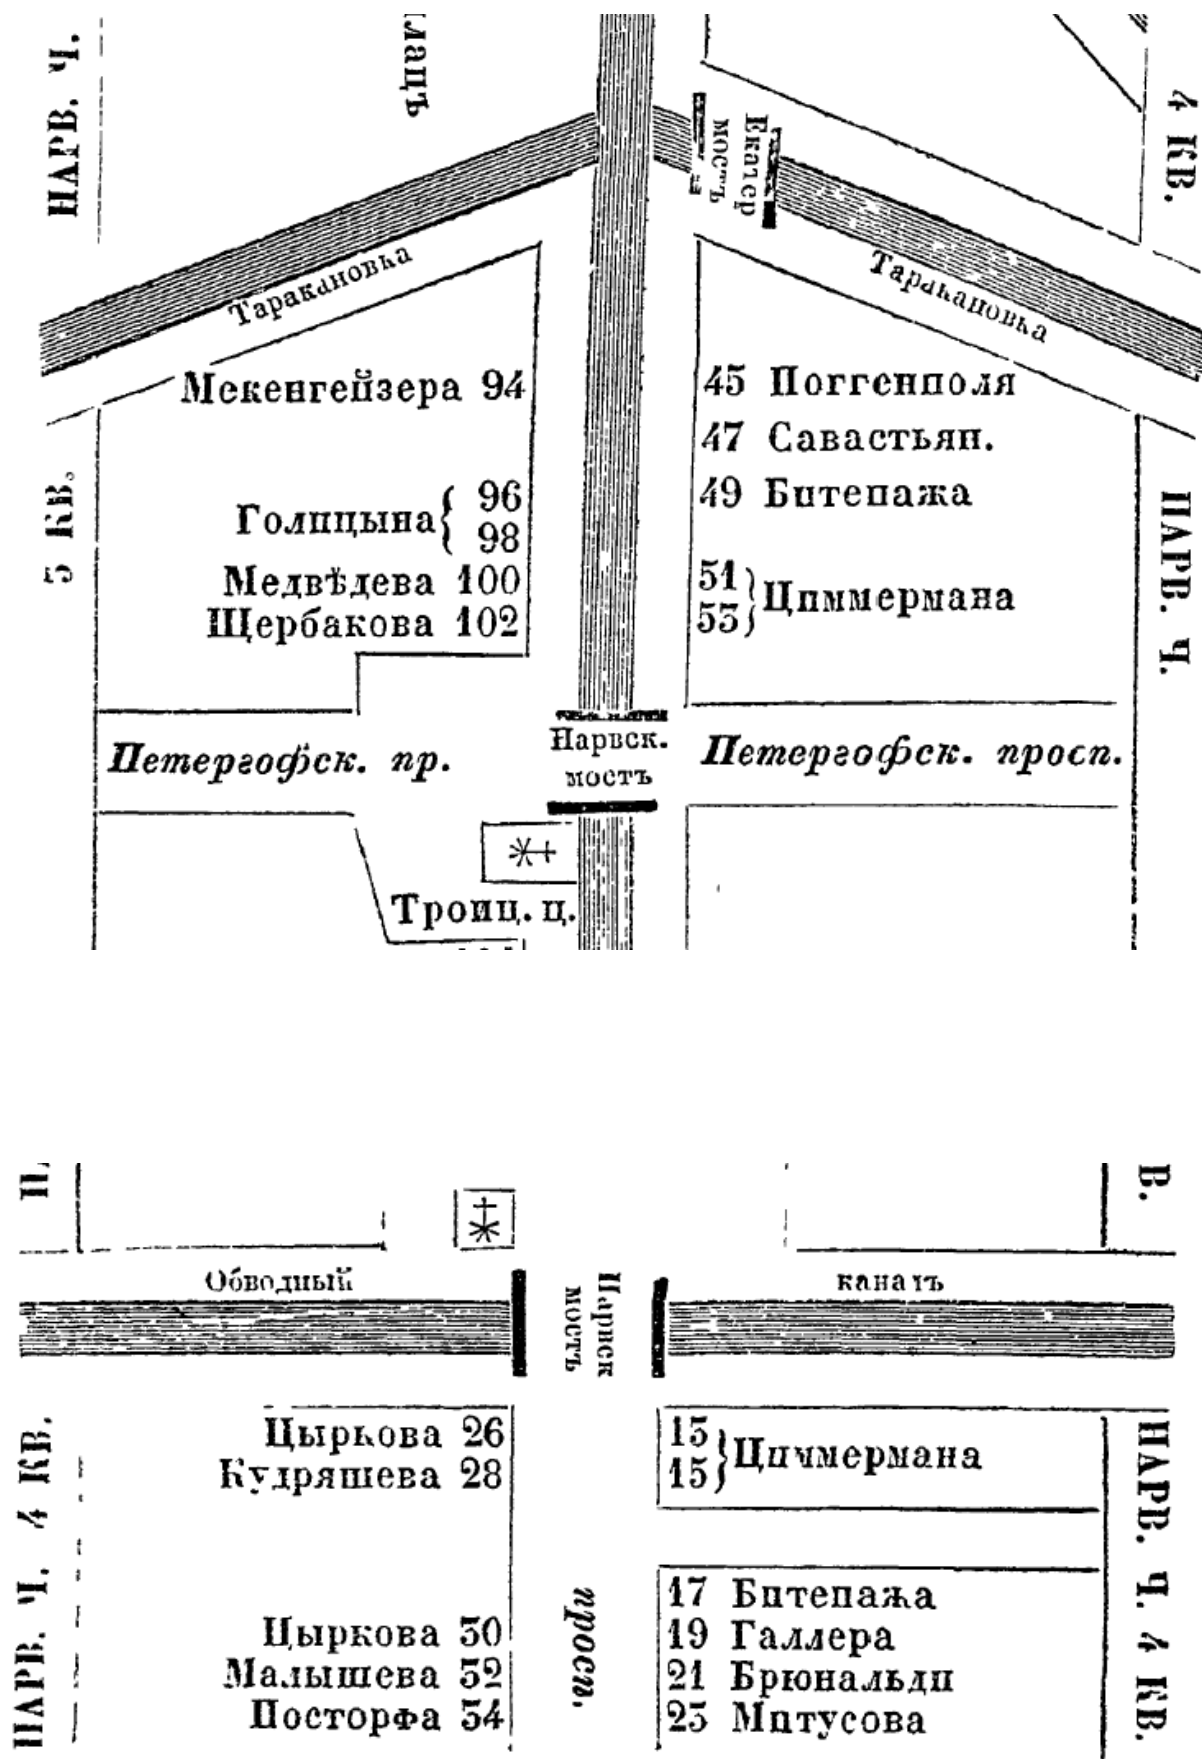 НАРВ. Ч.
лацъ
4 КВ.
Екатер
мостъ
Таракановка
Таракановка
Мекенгейзера 94
45 Поггенполя
47 Савастьян.
3 КВ.
Голицына { 96
98
49 Битепажа
НАРВ. Ч.
Медвѣдева 100
51 } Циммермана
53
Щербакова 102
Петергофск. пр.
Нарвск.
мостъ
Петергофск. просп.
Троиц. ц.
В.
Обводный
Нарвск
мостъ
каналъ
НАРВ. Ч. 4 КВ.
Цыркова 26
Кудряшева 28
13 } Циммермана
15
НАРВ. Ч. 4 КВ.
просп.
Цыркова 30
Малышева 32
Посторфа 34
17 Битепажа
19 Галлера
21 Брюнальди
23 Митусова